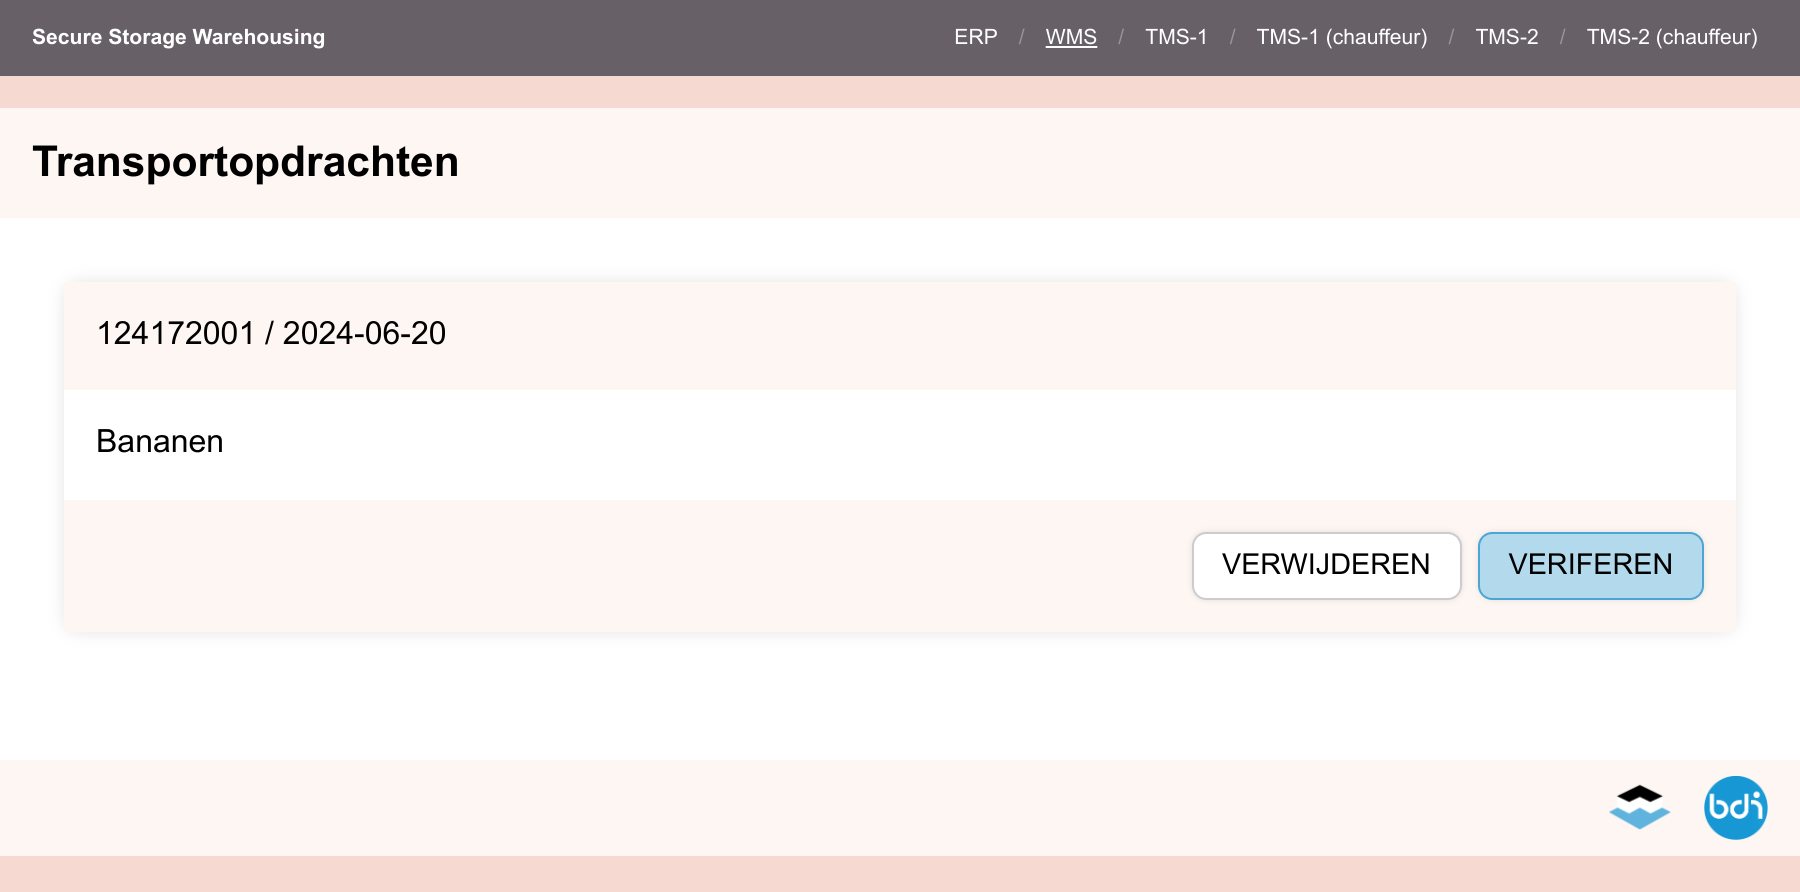 Secure Storage Warehousing
ERP / WMS / TMS-1 / TMS-1 (chauffeur) / TMS-2 / TMS-2 (chauffeur)
Transportopdrachten
124172001 / 2024-06-20
Bananen
VERWIJDEREN
VERIFEREN
bdi